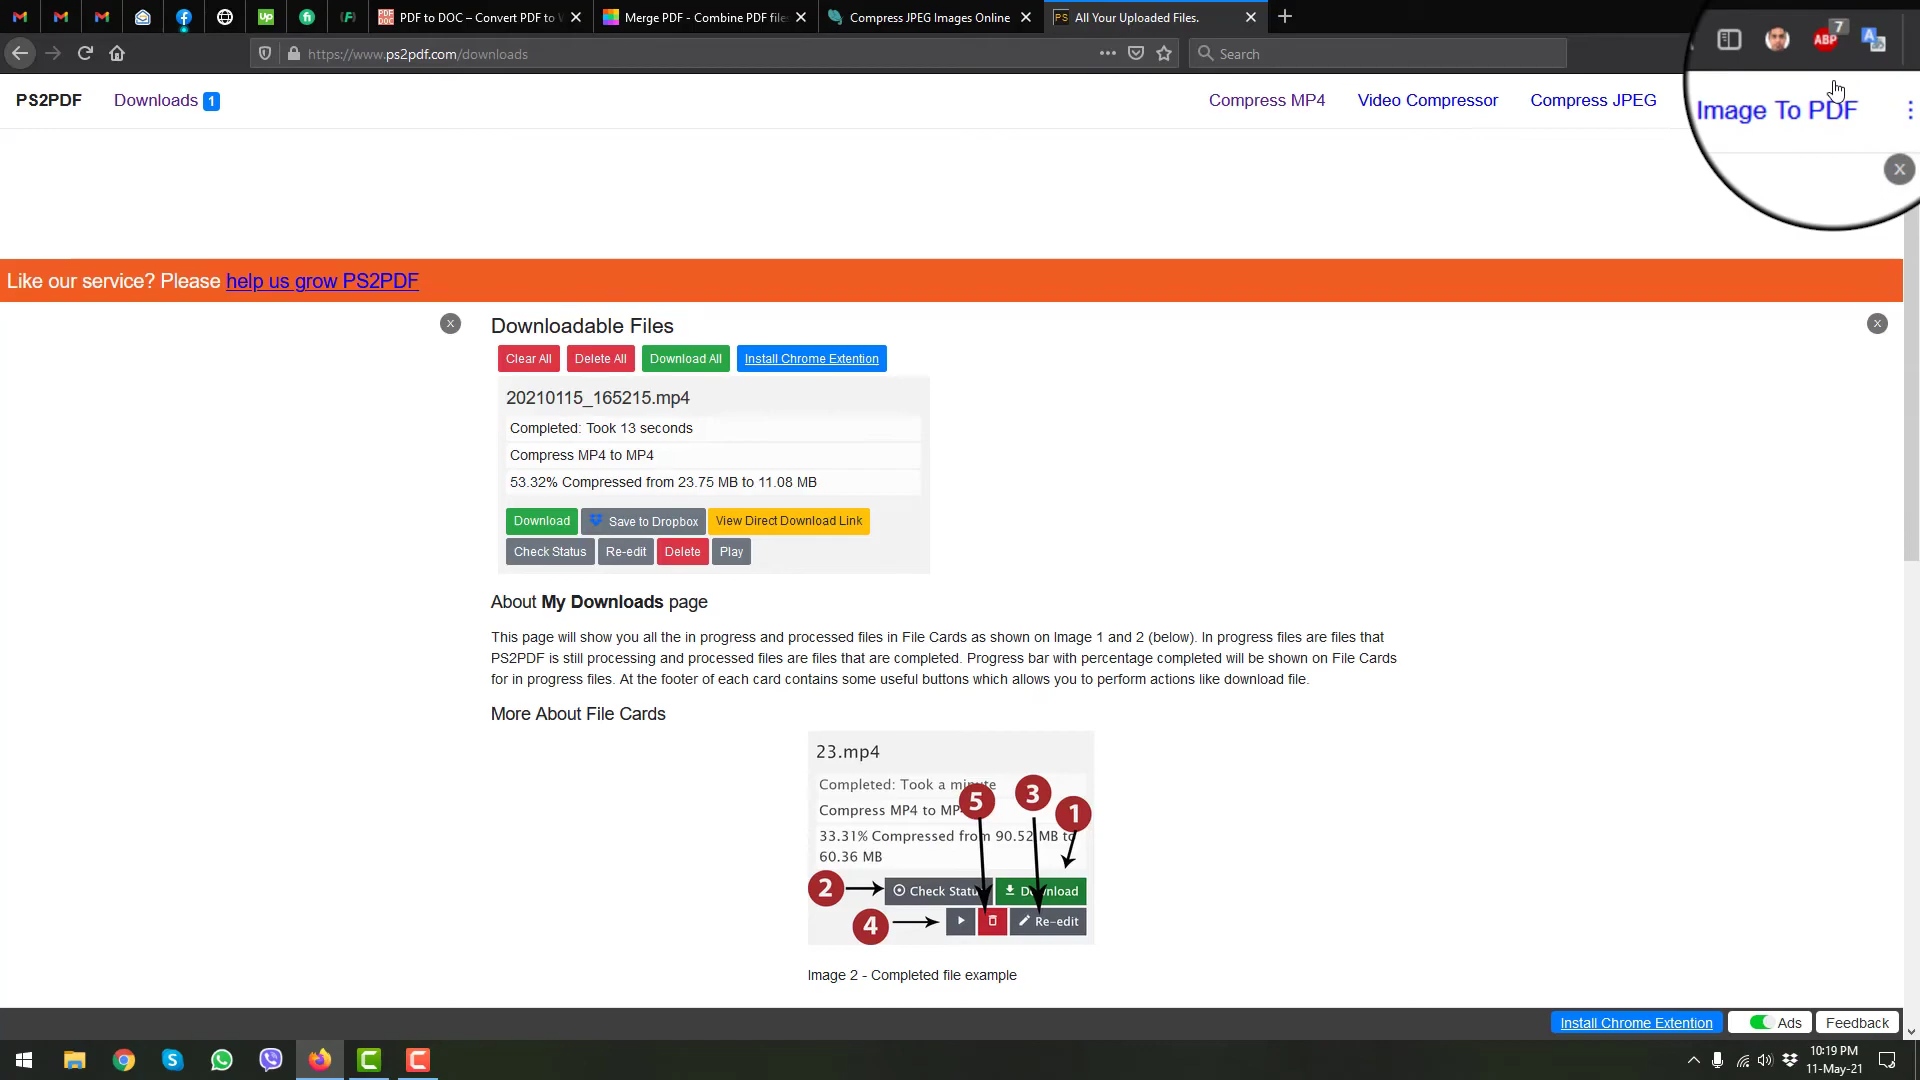 PDF to DOC – Convert PDF to W
Merge PDF - Combine PDF file
Compress JPEG Images Online
PS All Your Uploaded Files.
https://www.ps2pdf.com/downloads
Search
ABP 7
PS2PDF
Downloads 1
Compress MP4
Video Compressor
Compress JPEG
Image To PDF
X
Like our service? Please help us grow PS2PDF
X
X
Downloadable Files
Clear All
Delete All
Download All
Install Chrome Extention
20210115_165215.mp4
Completed: Took 13 seconds
Compress MP4 to MP4
53.32% Compressed from 23.75 MB to 11.08 MB
Download
Save to Dropbox
View Direct Download Link
Check Status
Re-edit
Delete
Play
About My Downloads page
This page will show you all the in progress and processed files in File Cards as shown on Image 1 and 2 (below). In progress files are files that
PS2PDF is still processing and processed files are files that are completed. Progress bar with percentage completed will be shown on File Cards
for in progress files. At the footer of each card contains some useful buttons which allows you to perform actions like download file.
More About File Cards
23.mp4
Completed: Took a minute
Compress MP4 to MP
5
3
1
33.31% Compressed from 90.52 MB to
60.36 MB
2
Check Statu
Download
4
Re-edit
Image 2 - Completed file example
Install Chrome Extention
Ads
Feedback
10:19 PM
11-May-21